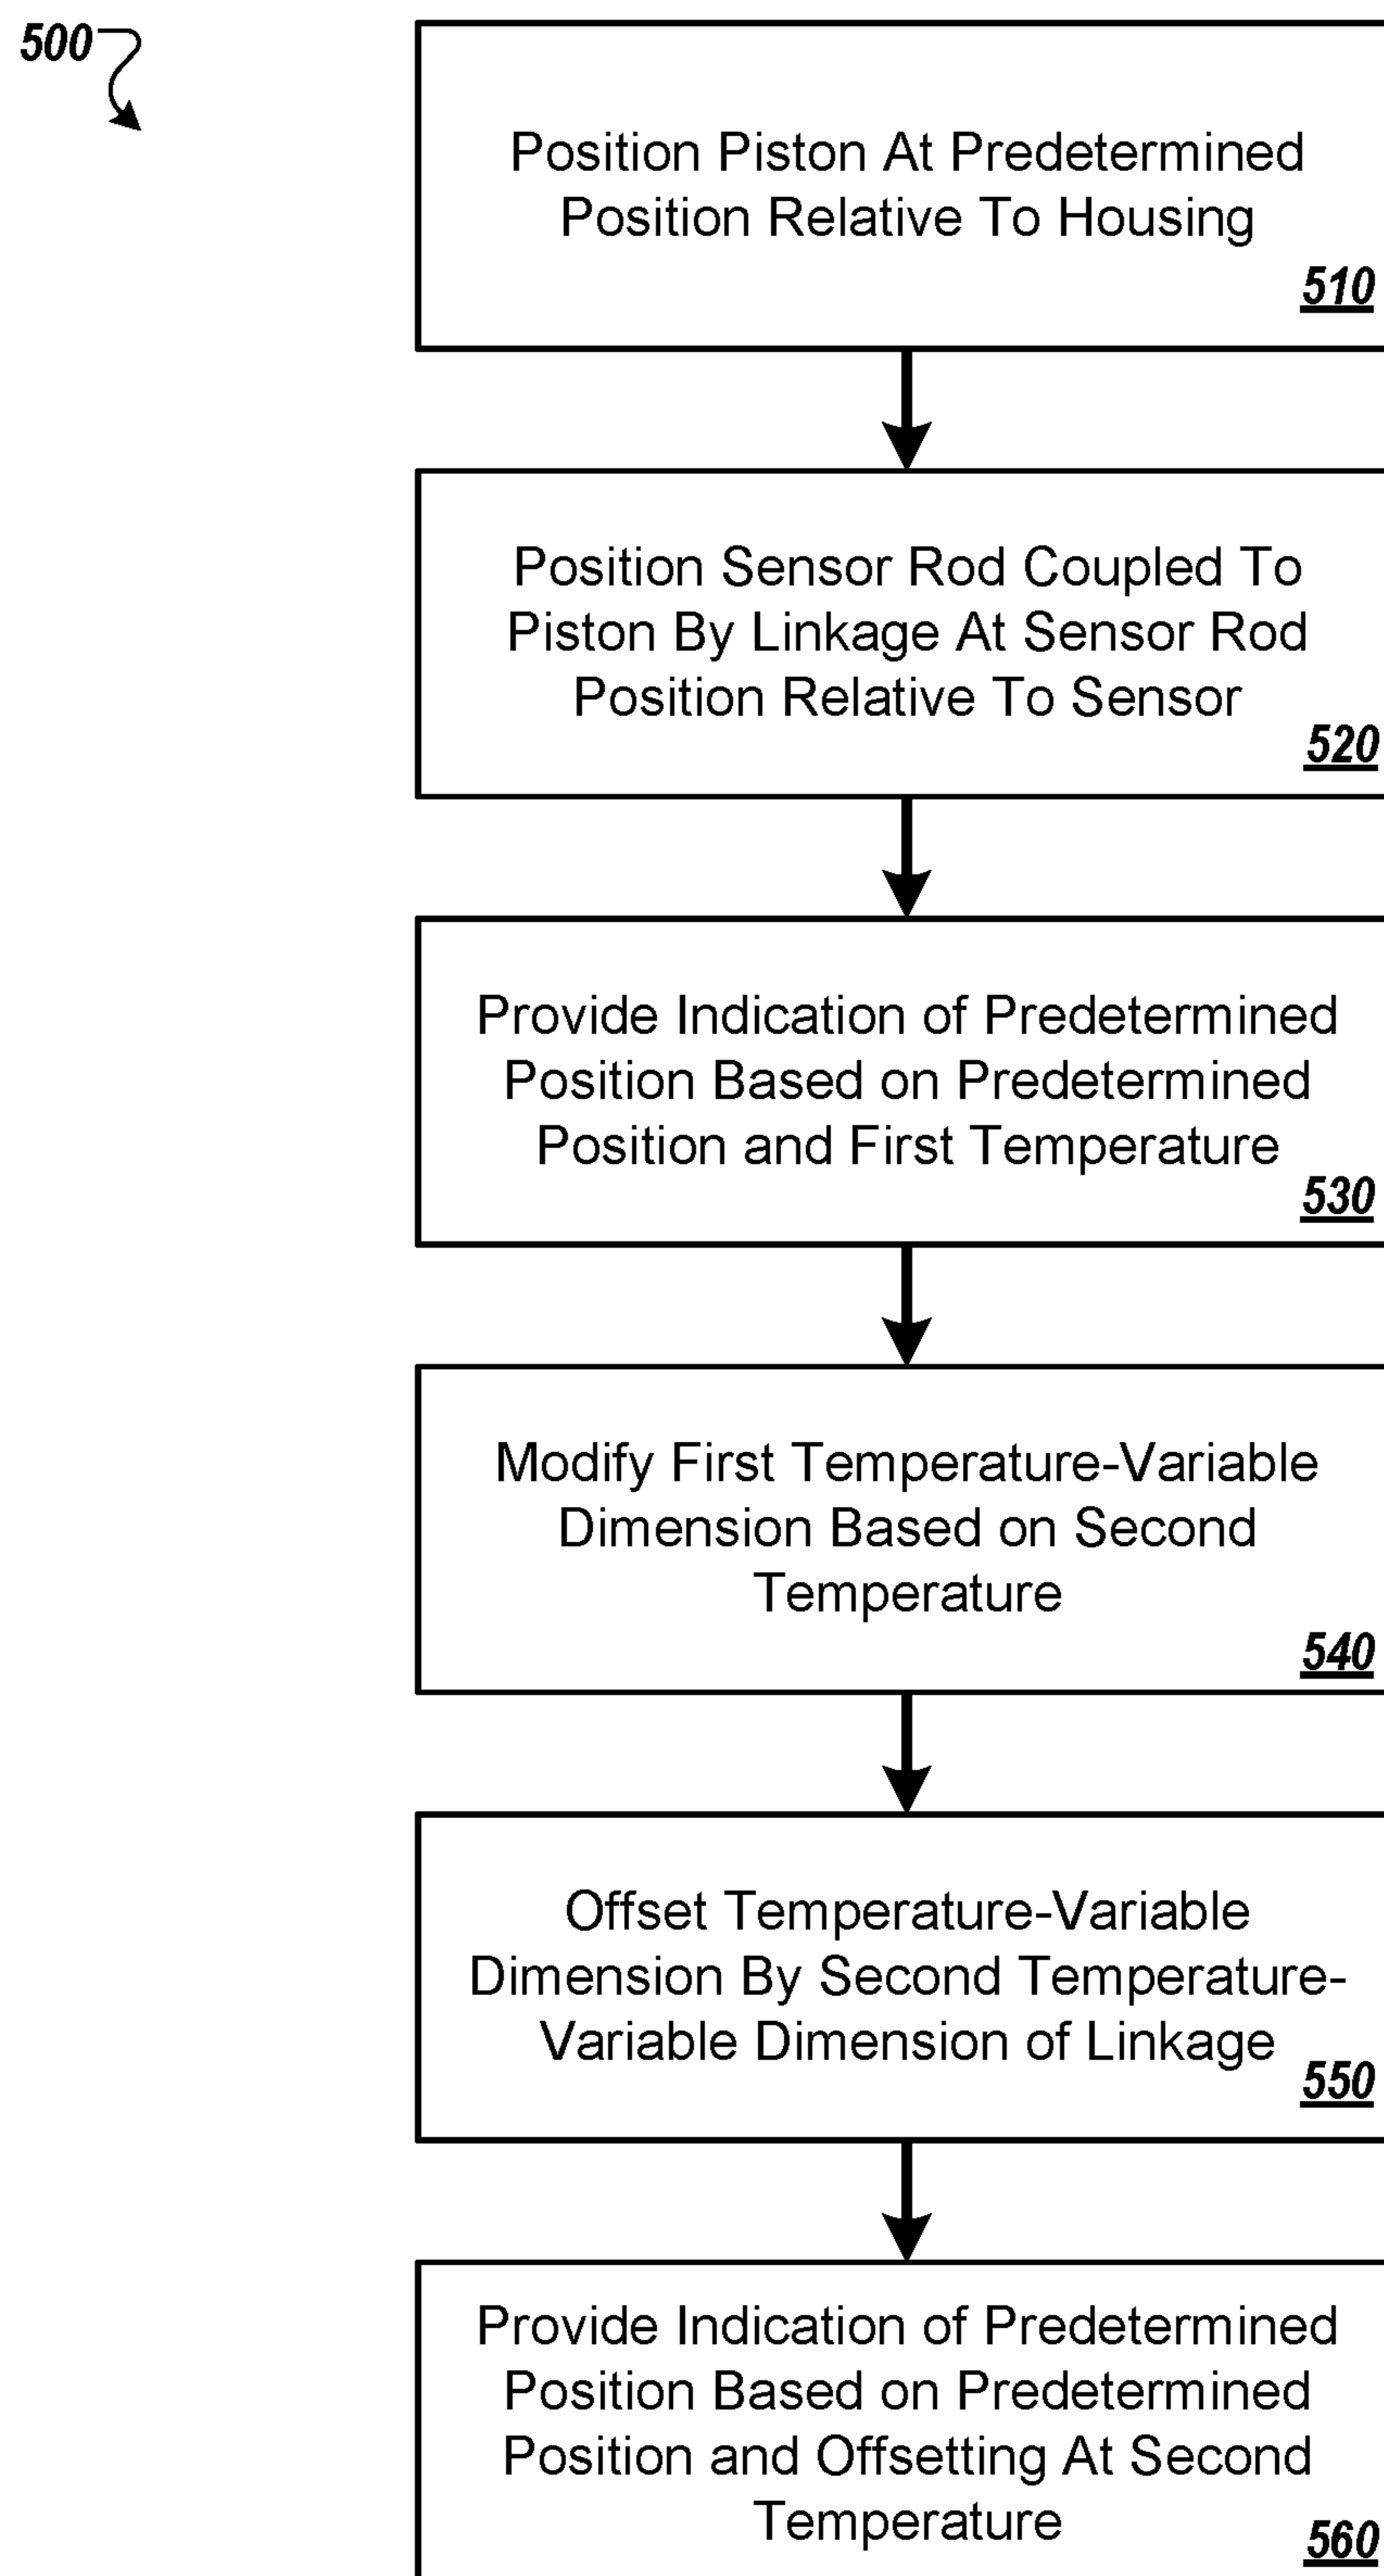 500
Position Piston At Predetermined
Position Relative To Housing
510
Position Sensor Rod Coupled To
Piston By Linkage At Sensor Rod
Position Relative To Sensor
520
Provide Indication of Predetermined
Position Based on Predetermined
Position and First Temperature
530
Modify First Temperature-Variable
Dimension Based on Second
Temperature
540
Offset Temperature-Variable
Dimension By Second Temperature-
Variable Dimension of Linkage
550
Provide Indication of Predetermined
Position Based on Predetermined
Position and Offsetting At Second
Temperature
560